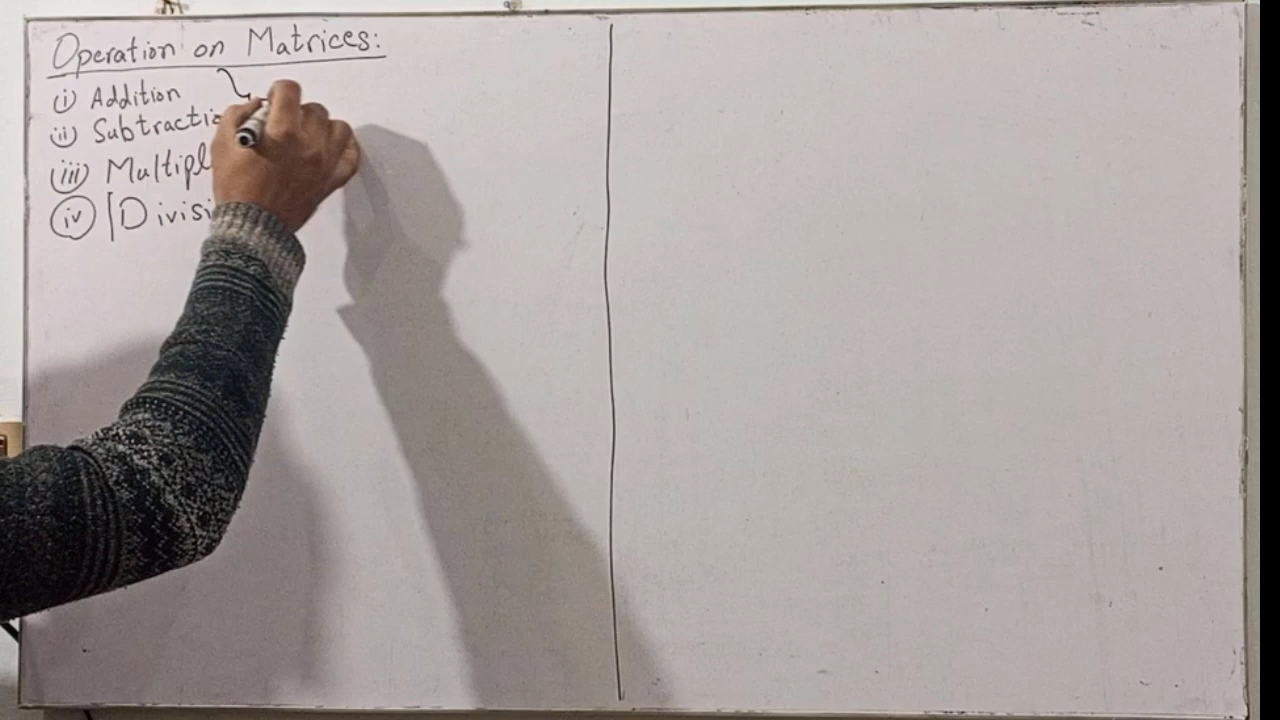 Operation on Matrices:
(i) Addition
(ii) Subtractio
(iii) Multipl
(iv) Divisi